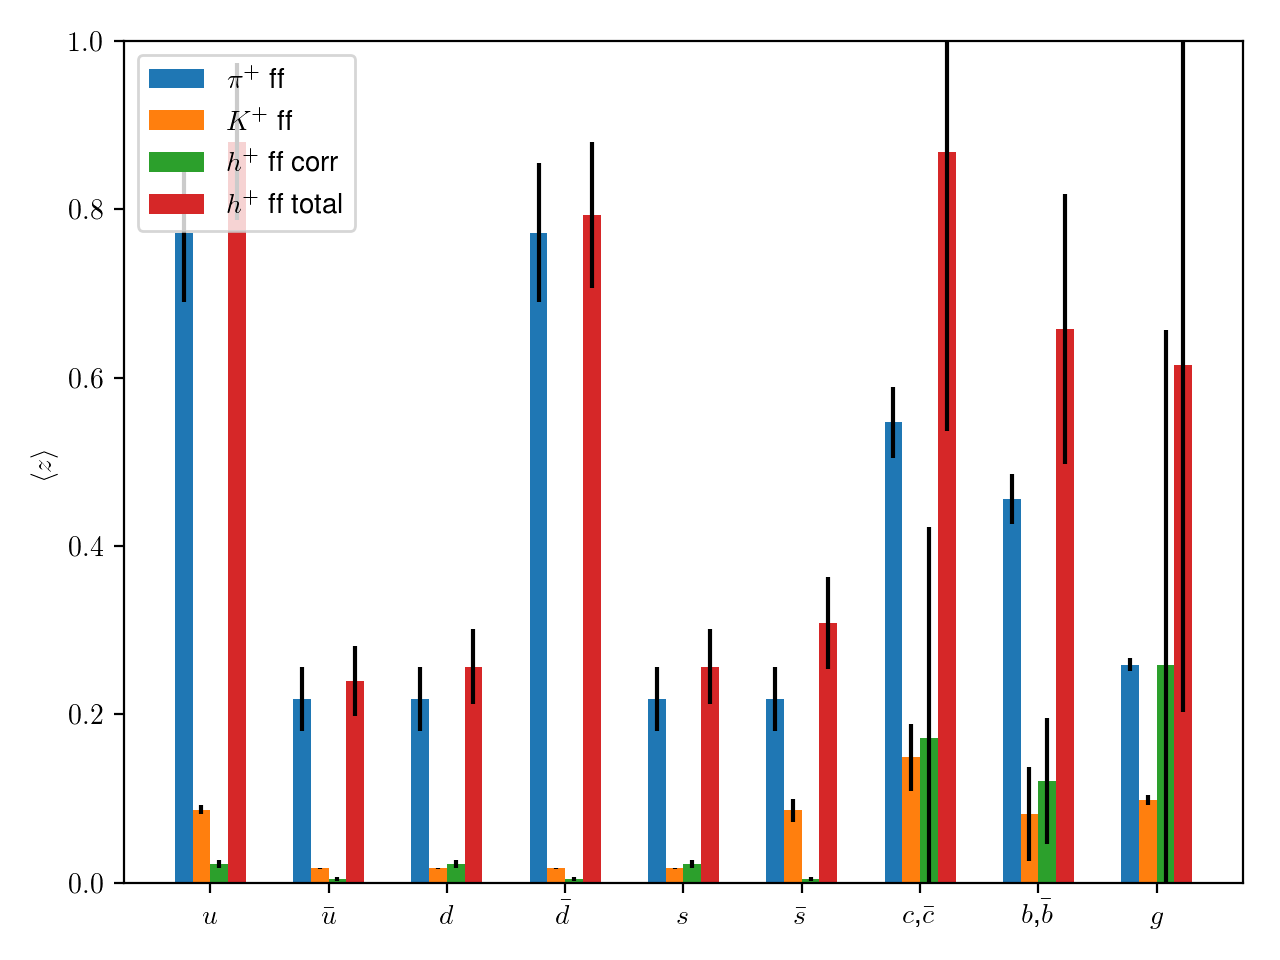 1.0
0.8
0.6
0.4
0.2
0.0
⟨z⟩
π⁺ ff
K⁺ ff
h⁺ ff corr
h⁺ ff total
u ū d d̄ s s̄ c,c̄ b,b̄ g